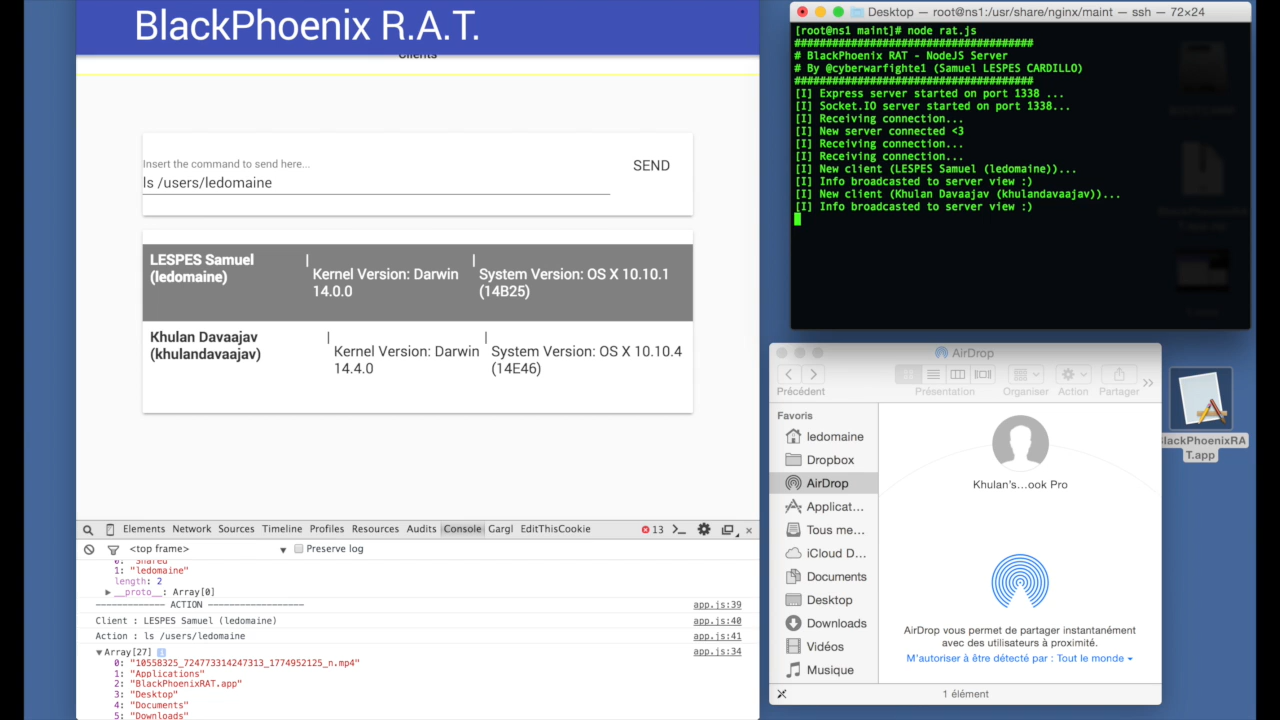 BlackPhoenix R.A.T.
Clients
Insert the command to send here...
ls /users/ledomaine
SEND
LESPES Samuel
(ledomaine)
|
Kernel Version: Darwin
14.0.0
|
System Version: OS X 10.10.1
(14B25)
Khulan Davaajav
(khulandavaajav)
|
Kernel Version: Darwin
14.4.0
|
System Version: OS X 10.10.4
(14E46)
Elements Network Sources Timeline Profiles Resources Audits Console Gargl EditThisCookie 13
<top frame> Preserve log
0: "Shared"
1: "ledomaine"
length: 2
__proto__: Array[0]
------------- ACTION ------------------ app.js:39
Client : LESPES Samuel (ledomaine) app.js:40
Action : ls /users/ledomaine app.js:41
Array[27] app.js:34
0: "10558325_724773314247313_1774952125_n.mp4"
1: "Applications"
2: "BlackPhoenixRAT.app"
3: "Desktop"
4: "Documents"
5: "Downloads"
Desktop — root@ns1:/usr/share/nginx/maint — ssh — 72×24
[root@ns1 maint]# node rat.js
#######################################
# BlackPhoenix RAT - NodeJS Server
# By @cyberwarfighte1 (Samuel LESPES CARDILLO)
#######################################
[I] Express server started on port 1338 ...
[I] Socket.IO server started on port 1338...
[I] Receiving connection...
[I] New server connected <3
[I] Receiving connection...
[I] Receiving connection...
[I] New client (LESPES Samuel (ledomaine))...
[I] Info broadcasted to server view :)
[I] New client (Khulan Davaajav (khulandavaajav))...
[I] Info broadcasted to server view :)
AirDrop
Précédent Présentation Organiser Action Partager
Favoris
ledomaine
Dropbox
AirDrop
Applicat...
Tous me...
iCloud D...
Documents
Desktop
Downloads
Vidéos
Musique
Khulan's...ook Pro
AirDrop vous permet de partager instantanément
avec des utilisateurs à proximité.
M'autoriser à être détecté par : Tout le monde
1 élément
BlackPhoenixRA
T.app